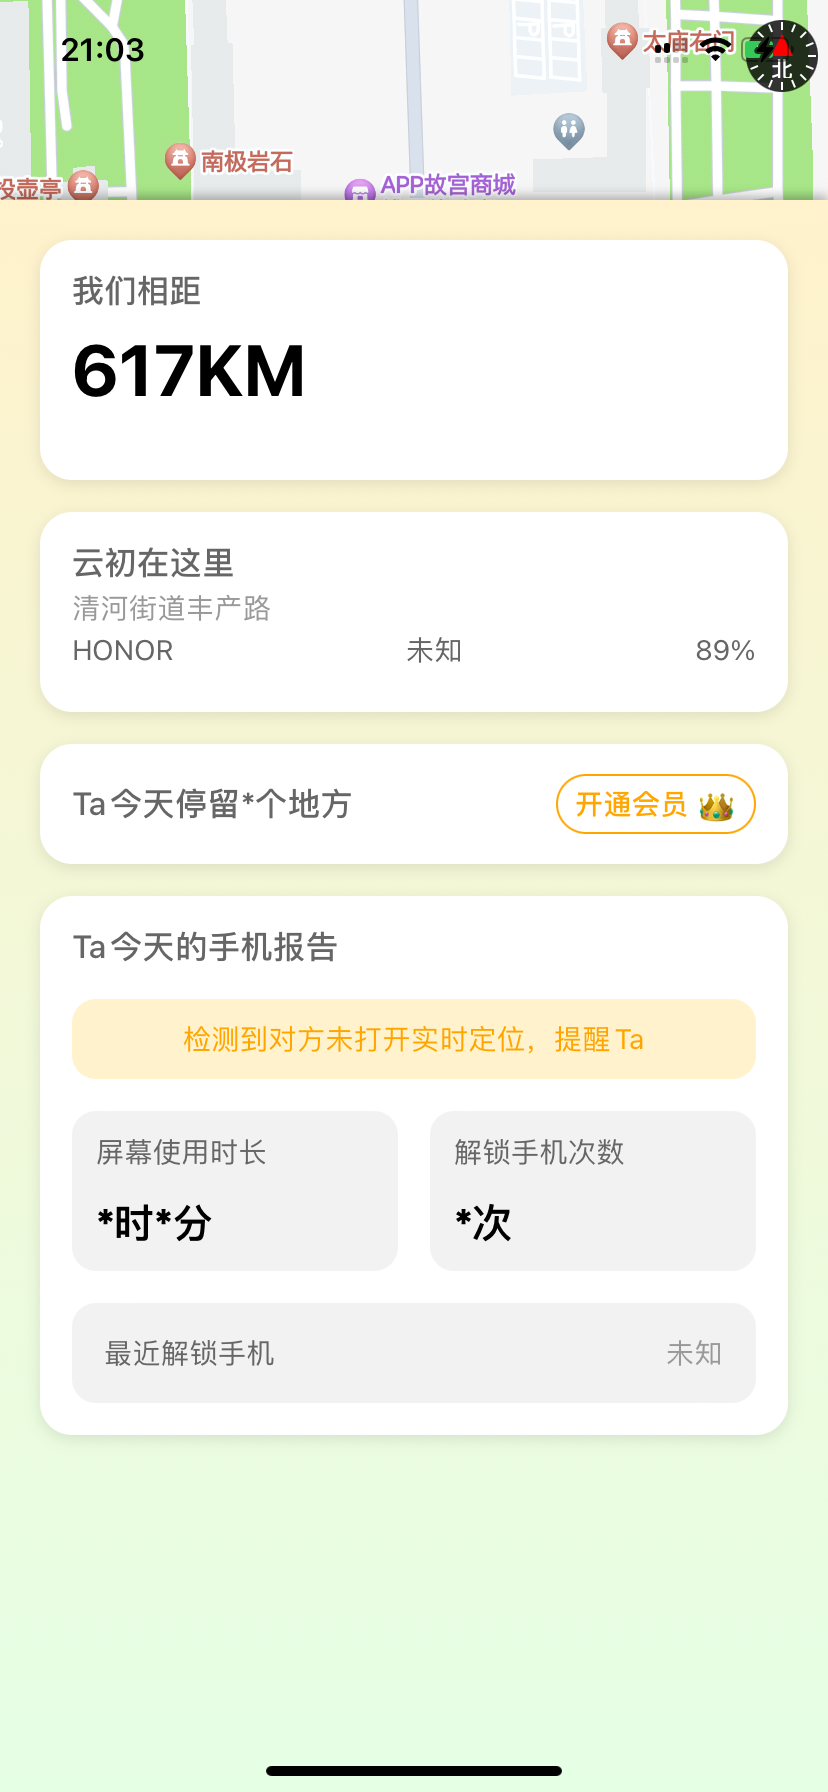 21:03
太庙右门
北
P P
南极岩石
投壶亭
APP故宫商城
我们相距
617KM
云初在这里
清河街道丰产路
HONOR 未知 89%
Ta今天停留*个地方 开通会员
Ta今天的手机报告
检测到对方未打开实时定位，提醒Ta
屏幕使用时长 解锁手机次数
*时*分 *次
最近解锁手机 未知